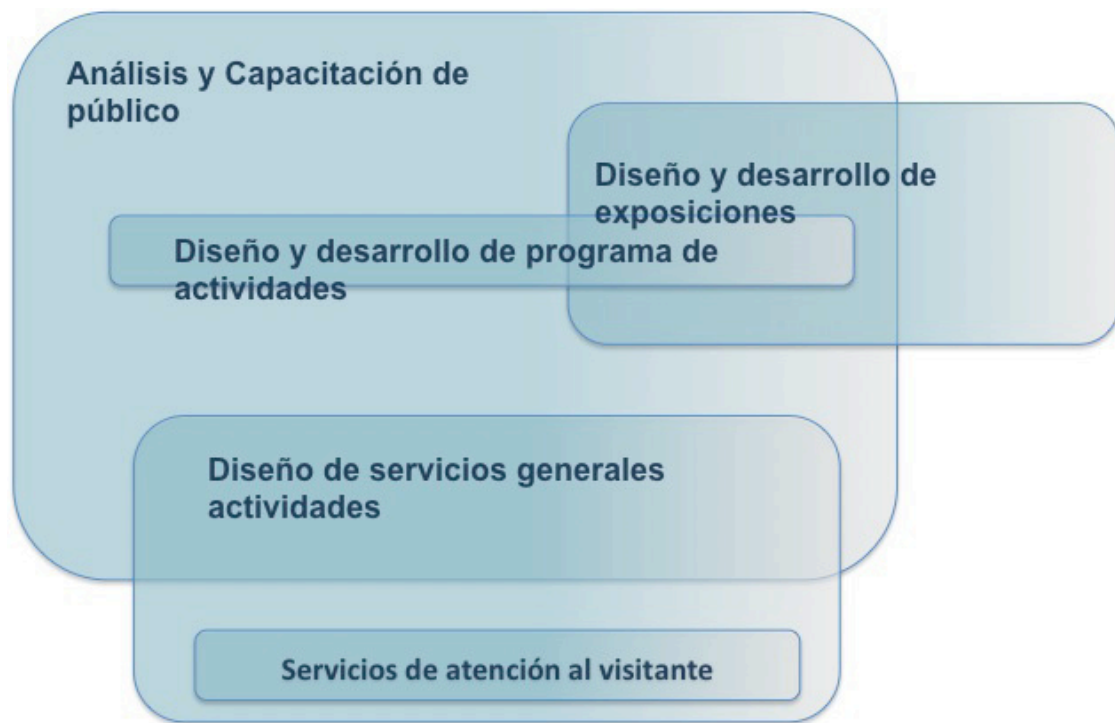 Análisis y Capacitación de
público
Diseño y desarrollo de
exposiciones
Diseño y desarrollo de programa de
actividades
Diseño de servicios generales
actividades
Servicios de atención al visitante